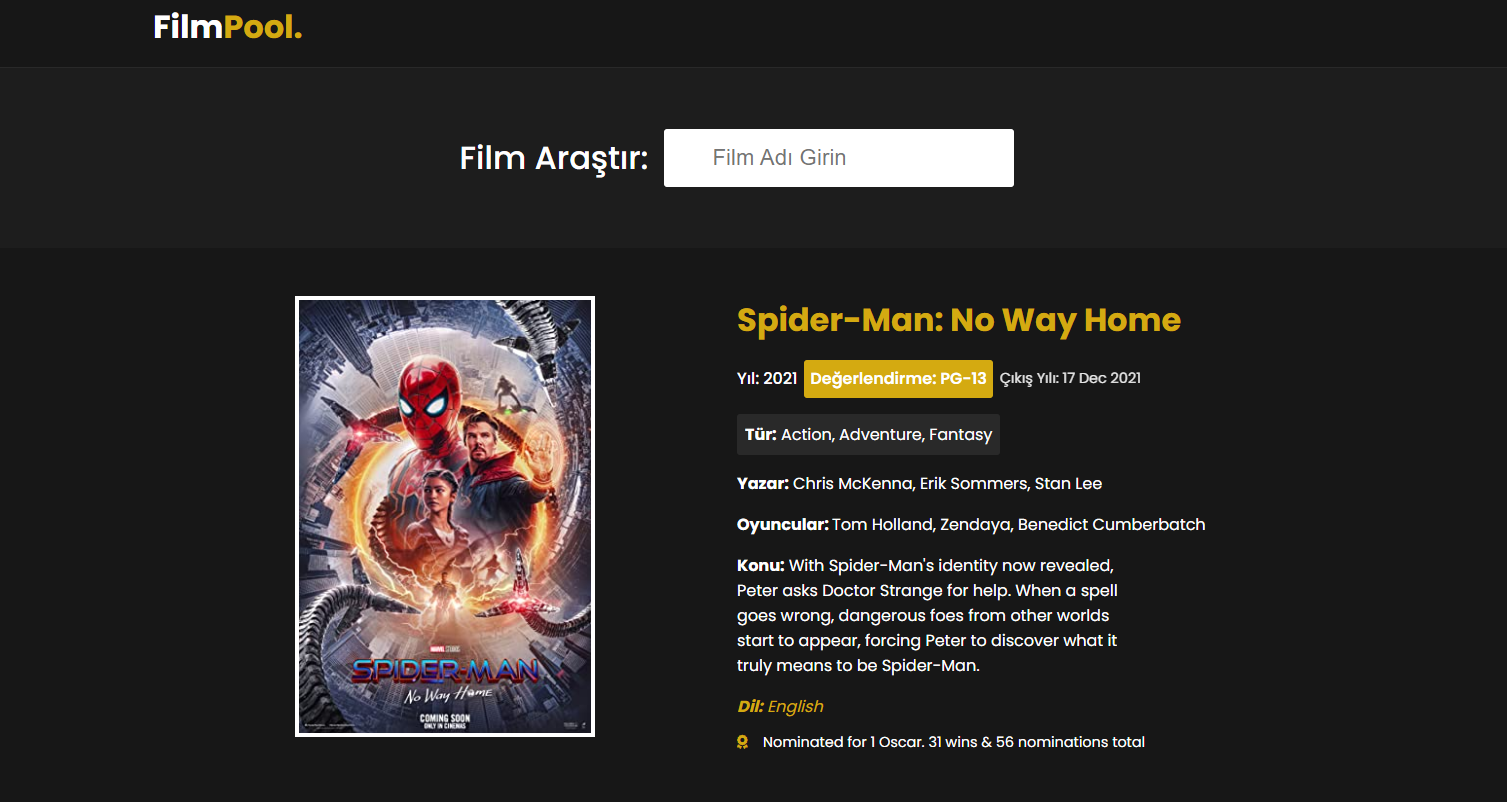 FilmPool.
Film Araştır: Film Adı Girin
Spider-Man: No Way Home
Yıl: 2021 Değerlendirme: PG-13 Çıkış Yılı: 17 Dec 2021
Tür: Action, Adventure, Fantasy
Yazar: Chris McKenna, Erik Sommers, Stan Lee
Oyuncular: Tom Holland, Zendaya, Benedict Cumberbatch
Konu: With Spider-Man's identity now revealed,
Peter asks Doctor Strange for help. When a spell
goes wrong, dangerous foes from other worlds
start to appear, forcing Peter to discover what it
truly means to be Spider-Man.
Dil: English
Nominated for 1 Oscar. 31 wins & 56 nominations total
MARVEL STUDIOS
SPIDER-MAN
No Way Home
COMING SOON
ONLY IN CINEMAS